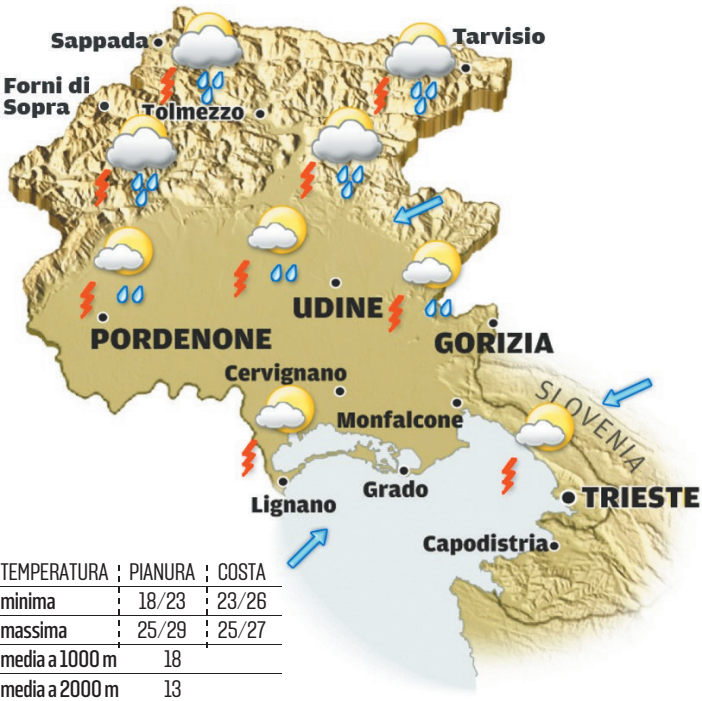 Sappada
Tarvisio
Forni di
Sopra
Tolmezzo
UDINE
PORDENONE
GORIZIA
Cervignano
SLOVENIA
Monfalcone
Grado
Lignano
TRIESTE
Capodistria
TEMPERATURA PIANURA COSTA
minima 18/23 23/26
massima 25/29 25/27
media a 1000 m 18
media a 2000 m 13